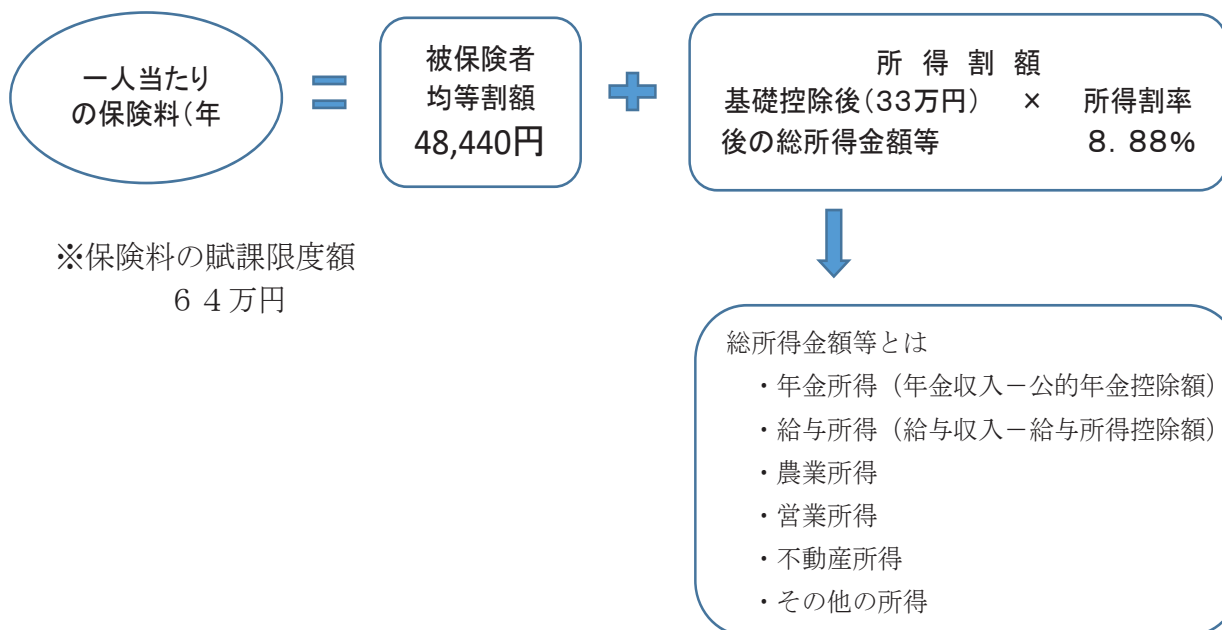 一人当たり
の保険料(年
=
被保険者
均等割額
48,440円
+
所 得 割 額
基礎控除後(33万円) × 所得割率
後の総所得金額等 8.88%
※保険料の賦課限度額
64万円
総所得金額等とは
・年金所得(年金収入-公的年金控除額)
・給与所得(給与収入-給与所得控除額)
・農業所得
・営業所得
・不動産所得
・その他の所得